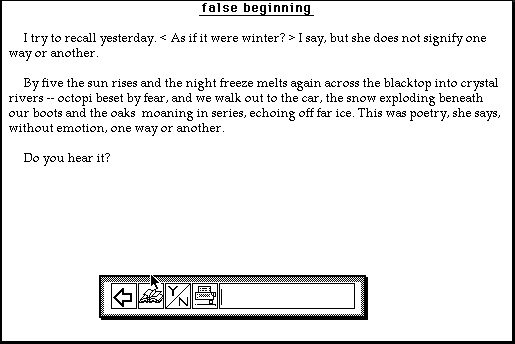 false beginning
I try to recall yesterday. < As if it were winter? > I say, but she does not signify one
way or another.
By five the sun rises and the night freeze melts again across the blacktop into crystal
rivers -- octopi beset by fear, and we walk out to the car, the snow exploding beneath
our boots and the oaks moaning in series, echoing off far ice. This was poetry, she says,
without emotion, one way or another.
Do you hear it?
Y/N